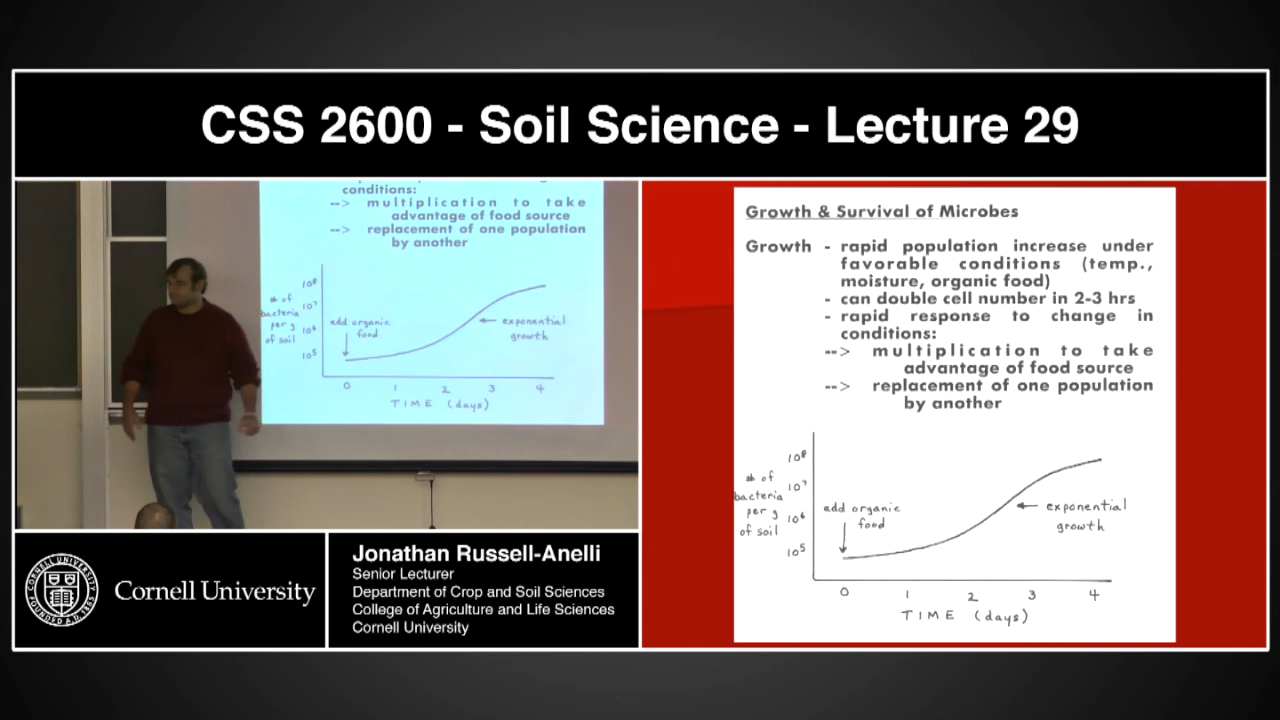 CSS 2600 - Soil Science - Lecture 29
conditions:
--> multiplication to take
advantage of food source
--> replacement of one population
by another
10⁸
# of
bacteria
per g
of soil
10⁷
10⁶
10⁵
add organic
food
exponential
growth
0 1 2 3 4
TIME (days)
Growth & Survival of Microbes
Growth - rapid population increase under
favorable conditions (temp.,
moisture, organic food)
- can double cell number in 2-3 hrs
- rapid response to change in
conditions:
--> multiplication to take
advantage of food source
--> replacement of one population
by another
10⁸
# of
bacteria
per g
of soil
10⁷
10⁶
10⁵
add organic
food
exponential
growth
0 1 2 3 4
TIME (days)
CORNELL UNIVERSITY
FOUNDED A.D. 1865
Cornell University
Jonathan Russell-Anelli
Senior Lecturer
Department of Crop and Soil Sciences
College of Agriculture and Life Sciences
Cornell University